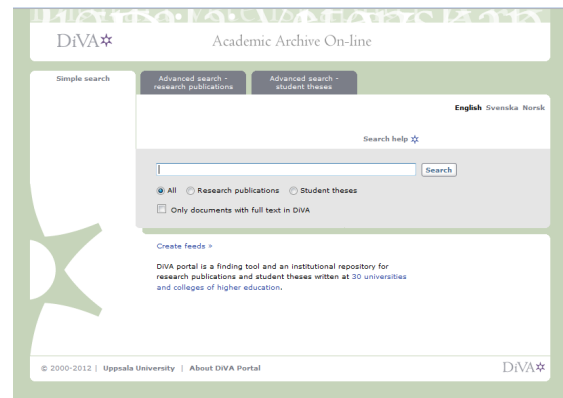 DiVA
Academic Archive On-line
Simple search
Advanced search -
research publications
Advanced search -
student theses
English Svenska Norsk
Search help
Search
All Research publications Student theses
Only documents with full text in DiVA
Create feeds »
DiVA portal is a finding tool and an institutional repository for
research publications and student theses written at 30 universities
and colleges of higher education.
© 2000-2012 | Uppsala University | About DiVA Portal
DiVA